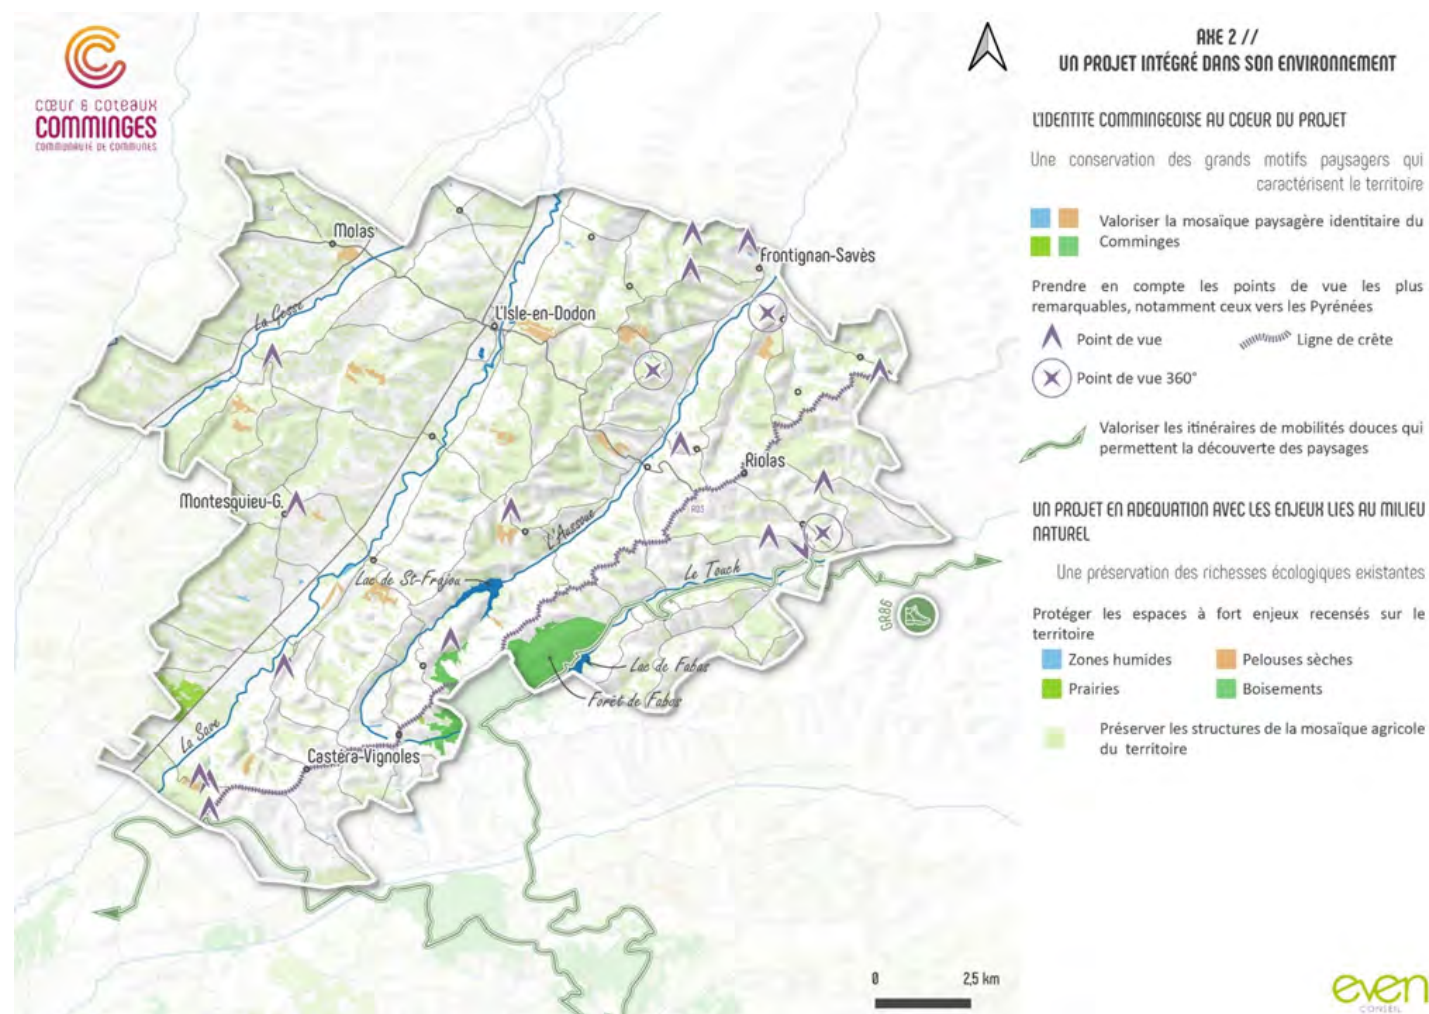 CŒUR & COTEAUX
COMMINGES
COMMUNAUTÉ DE COMMUNES
Molas
La Gesse
L'Isle-en-Dodon
Frontignan-Savès
Riolas
RD3
Montesquieu-G.
L'Aussoue
Lac de St-Frajou
Le Touch
GR86
Lac de Fabas
Forêt de Fabas
La Save
Castéra-Vignoles
0 2,5 km
AXE 2 //
UN PROJET INTÉGRÉ DANS SON ENVIRONNEMENT
L'IDENTITE COMMINGEOISE AU COEUR DU PROJET
Une conservation des grands motifs paysagers qui
caractérisent le territoire
Valoriser la mosaïque paysagère identitaire du
Comminges
Prendre en compte les points de vue les plus
remarquables, notamment ceux vers les Pyrénées
Point de vue
Ligne de crête
Point de vue 360°
Valoriser les itinéraires de mobilités douces qui
permettent la découverte des paysages
UN PROJET EN ADEQUATION AVEC LES ENJEUX LIES AU MILIEU
NATUREL
Une préservation des richesses écologiques existantes
Protéger les espaces à fort enjeux recensés sur le
territoire
Zones humides
Pelouses sèches
Prairies
Boisements
Préserver les structures de la mosaïque agricole
du territoire
even
CONSEIL